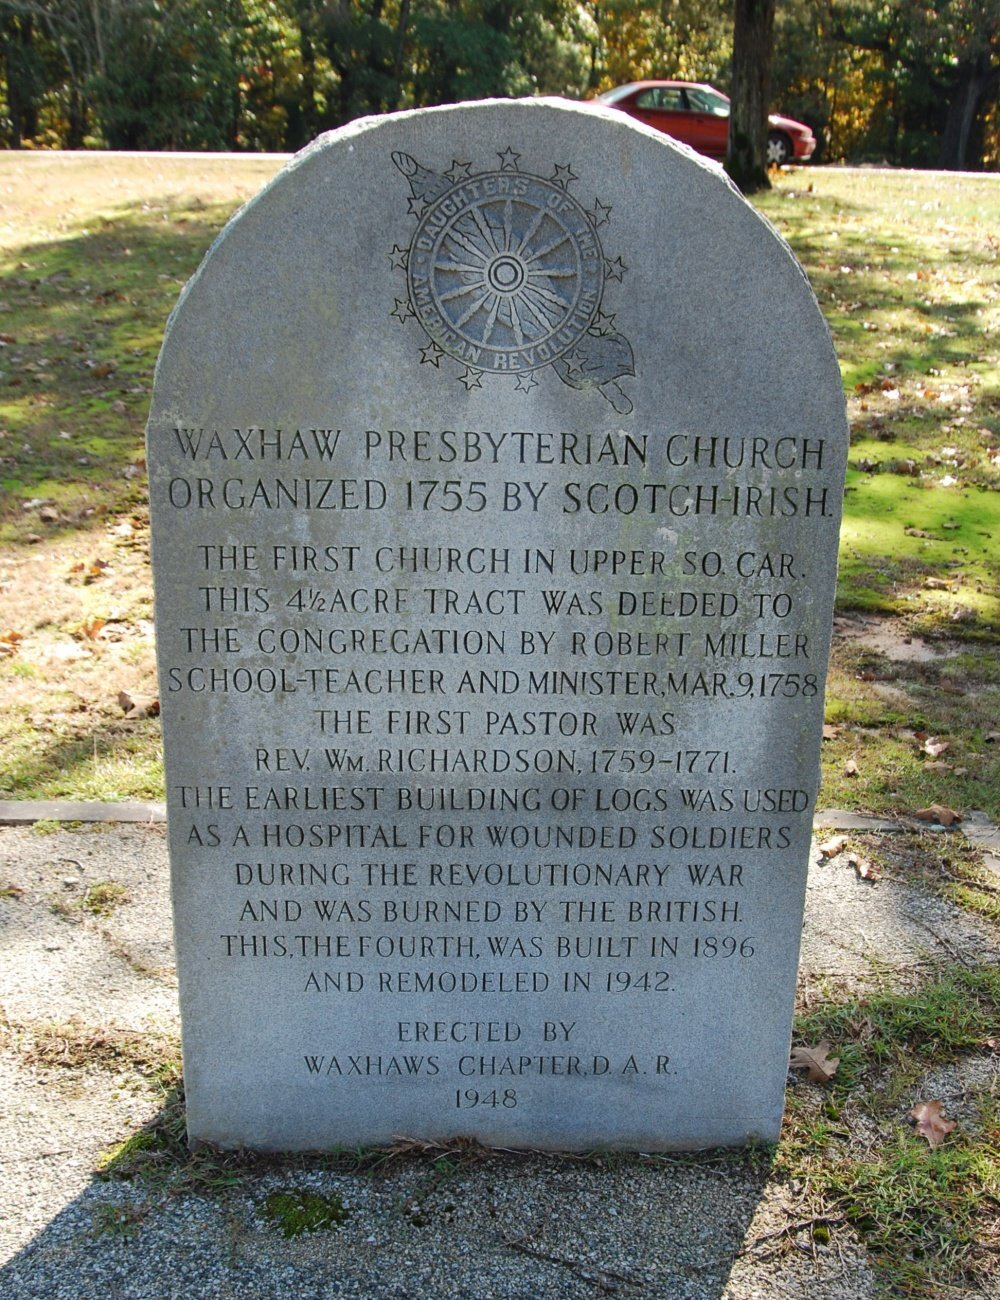 DAUGHTERS OF THE
AMERICAN REVOLUTION
WAXHAW PRESBYTERIAN CHURCH
ORGANIZED 1755 BY SCOTCH-IRISH.
THE FIRST CHURCH IN UPPER SO. CAR.
THIS 4½ ACRE TRACT WAS DEEDED TO
THE CONGREGATION BY ROBERT MILLER
SCHOOL-TEACHER AND MINISTER, MAR. 9, 1758
THE FIRST PASTOR WAS
REV. WM. RICHARDSON, 1759-1771.
THE EARLIEST BUILDING OF LOGS WAS USED
AS A HOSPITAL FOR WOUNDED SOLDIERS
DURING THE REVOLUTIONARY WAR
AND WAS BURNED BY THE BRITISH.
THIS, THE FOURTH, WAS BUILT IN 1896
AND REMODELED IN 1942.
ERECTED BY
WAXHAWS CHAPTER, D. A. R.
1948